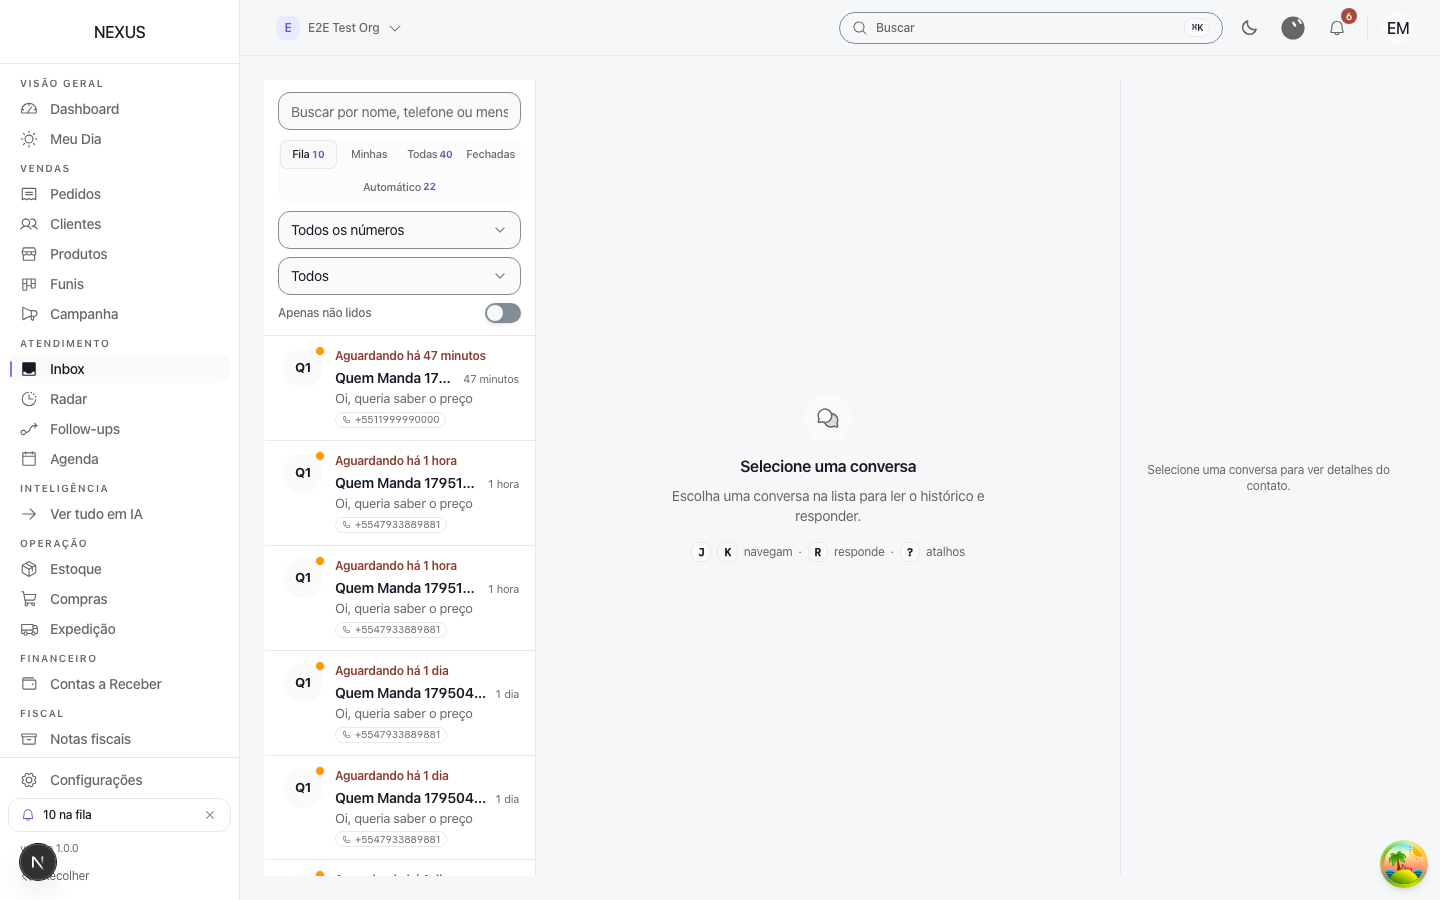 NEXUS
VISÃO GERAL
Dashboard
Meu Dia
VENDAS
Pedidos
Clientes
Produtos
Funis
Campanha
ATENDIMENTO
Inbox
Radar
Follow-ups
Agenda
INTELIGÊNCIA
Ver tudo em IA
OPERAÇÃO
Estoque
Compras
Expedição
FINANCEIRO
Contas a Receber
FISCAL
Notas fiscais
Configurações
10 na fila
1.0.0
N
E E2E Test Org
Buscar ⌘K
6
EM
Buscar por nome, telefone ou mens
Fila 10 Minhas Todas 40 Fechadas
Automático 22
Todos os números
Todos
Apenas não lidos
Q1
Aguardando há 47 minutos
Quem Manda 17... 47 minutos
Oi, queria saber o preço
+5511999990000
Q1
Aguardando há 1 hora
Quem Manda 17951... 1 hora
Oi, queria saber o preço
+5547933889881
Q1
Aguardando há 1 hora
Quem Manda 17951... 1 hora
Oi, queria saber o preço
+5547933889881
Q1
Aguardando há 1 dia
Quem Manda 179504... 1 dia
Oi, queria saber o preço
+5547933889881
Q1
Aguardando há 1 dia
Quem Manda 179504... 1 dia
Oi, queria saber o preço
+5547933889881
Selecione uma conversa
Escolha uma conversa na lista para ler o histórico e
responder.
J K navegam · R responde · ? atalhos
Selecione uma conversa para ver detalhes do
contato.